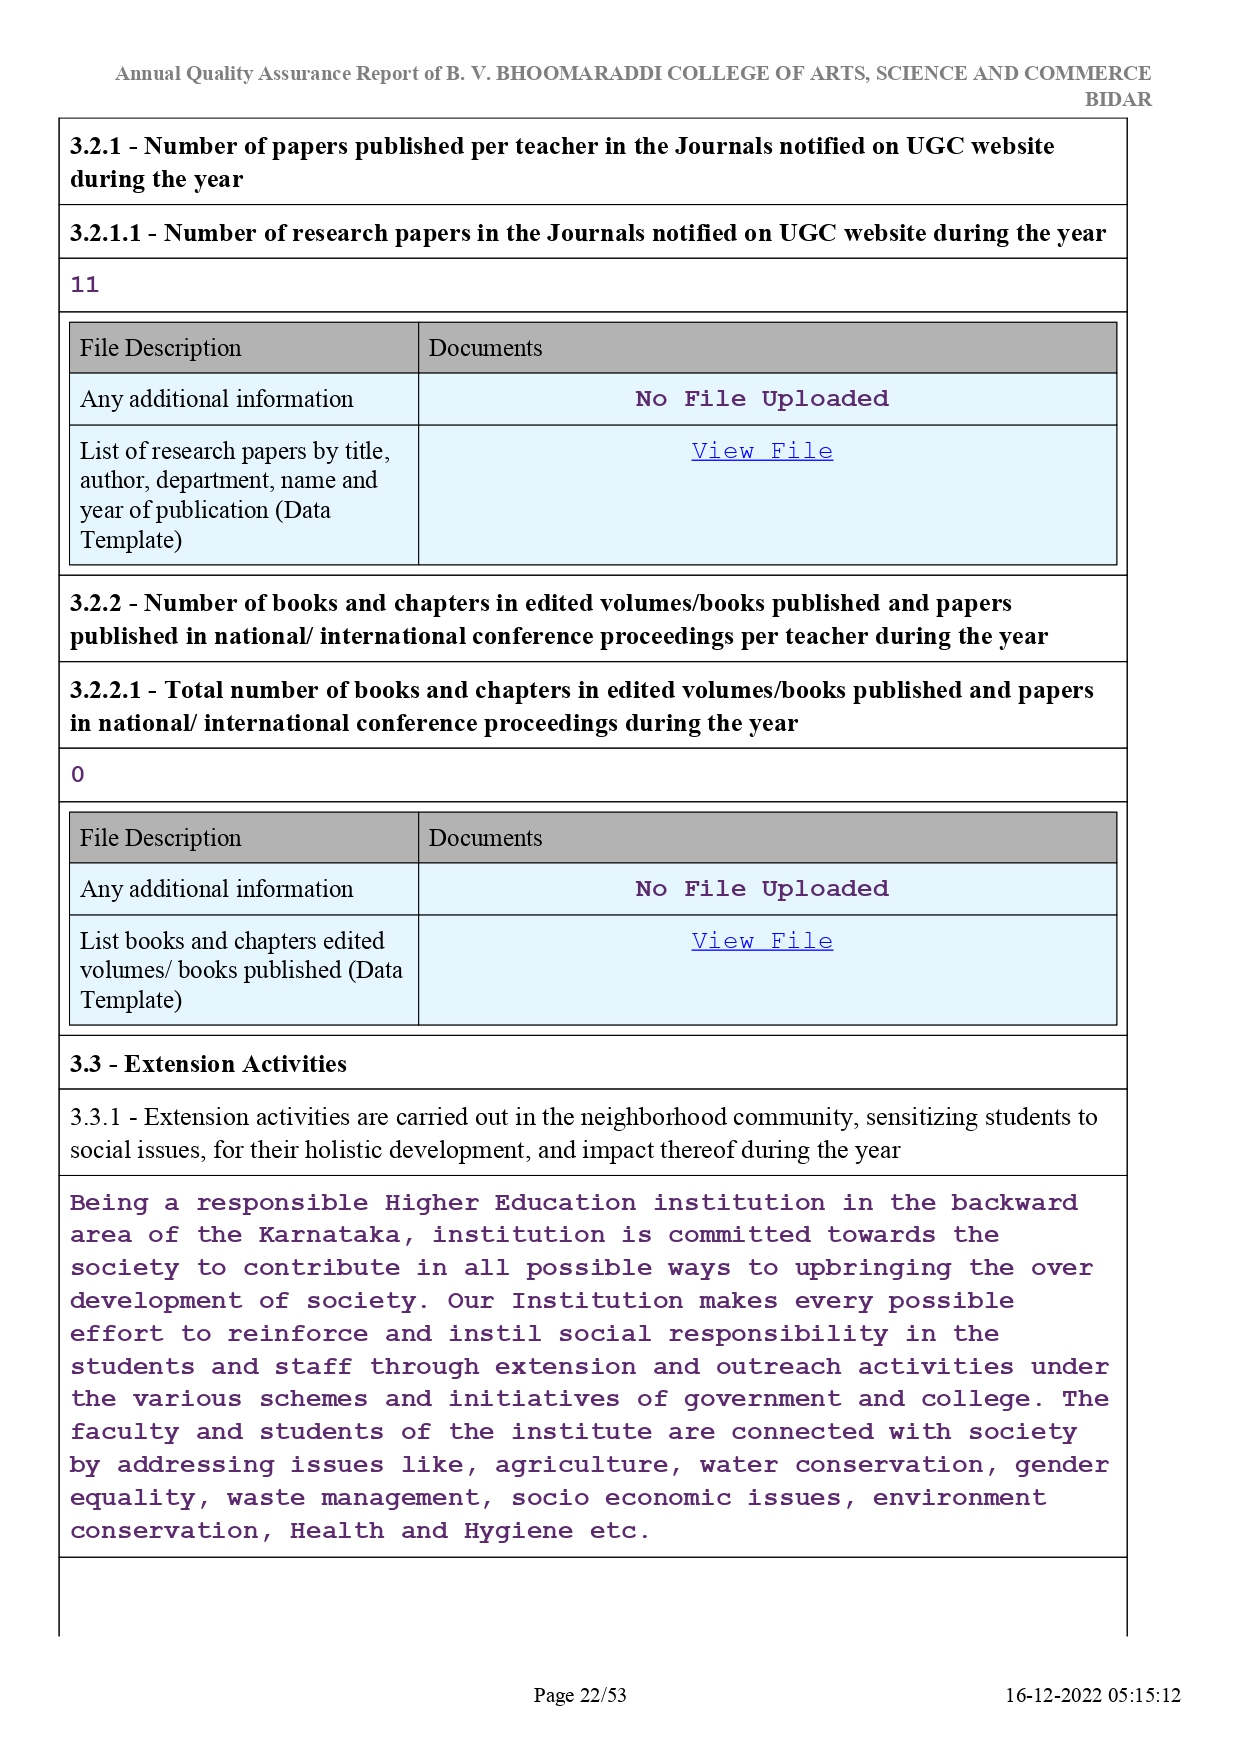 Annual Quality Assurance Report of B. V. BHOOMARADDI COLLEGE OF ARTS, SCIENCE AND COMMERCE
BIDAR
3.2.1 - Number of papers published per teacher in the Journals notified on UGC website
during the year
3.2.1.1 - Number of research papers in the Journals notified on UGC website during the year
11
File Description Documents
Any additional information No File Uploaded
List of research papers by title, View File
author, department, name and
year of publication (Data
Template)
3.2.2 - Number of books and chapters in edited volumes/books published and papers
published in national/ international conference proceedings per teacher during the year
3.2.2.1 - Total number of books and chapters in edited volumes/books published and papers
in national/ international conference proceedings during the year
0
File Description Documents
Any additional information No File Uploaded
List books and chapters edited View File
volumes/ books published (Data
Template)
3.3 - Extension Activities
3.3.1 - Extension activities are carried out in the neighborhood community, sensitizing students to
social issues, for their holistic development, and impact thereof during the year
Being a responsible Higher Education institution in the backward
area of the Karnataka, institution is committed towards the
society to contribute in all possible ways to upbringing the over
development of society. Our Institution makes every possible
effort to reinforce and instil social responsibility in the
students and staff through extension and outreach activities under
the various schemes and initiatives of government and college. The
faculty and students of the institute are connected with society
by addressing issues like, agriculture, water conservation, gender
equality, waste management, socio economic issues, environment
conservation, Health and Hygiene etc.
Page 22/53 16-12-2022 05:15:12